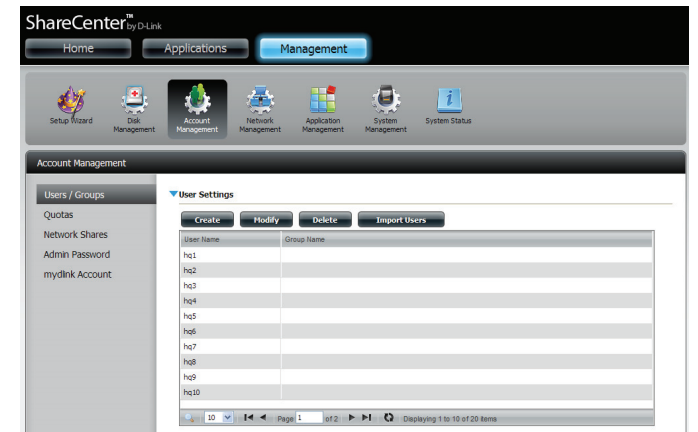 ShareCenter™ by D-Link
Home Applications Management
Setup Wizard Disk Management Account Management Network Management Application Management System Management System Status
Account Management
Users / Groups
Quotas
Network Shares
Admin Password
mydlink Account
User Settings
Create Modify Delete Import Users
User Name Group Name
hq1
hq2
hq3
hq4
hq5
hq6
hq7
hq8
hq9
hq10
10 Page 1 of 2 Displaying 1 to 10 of 20 items